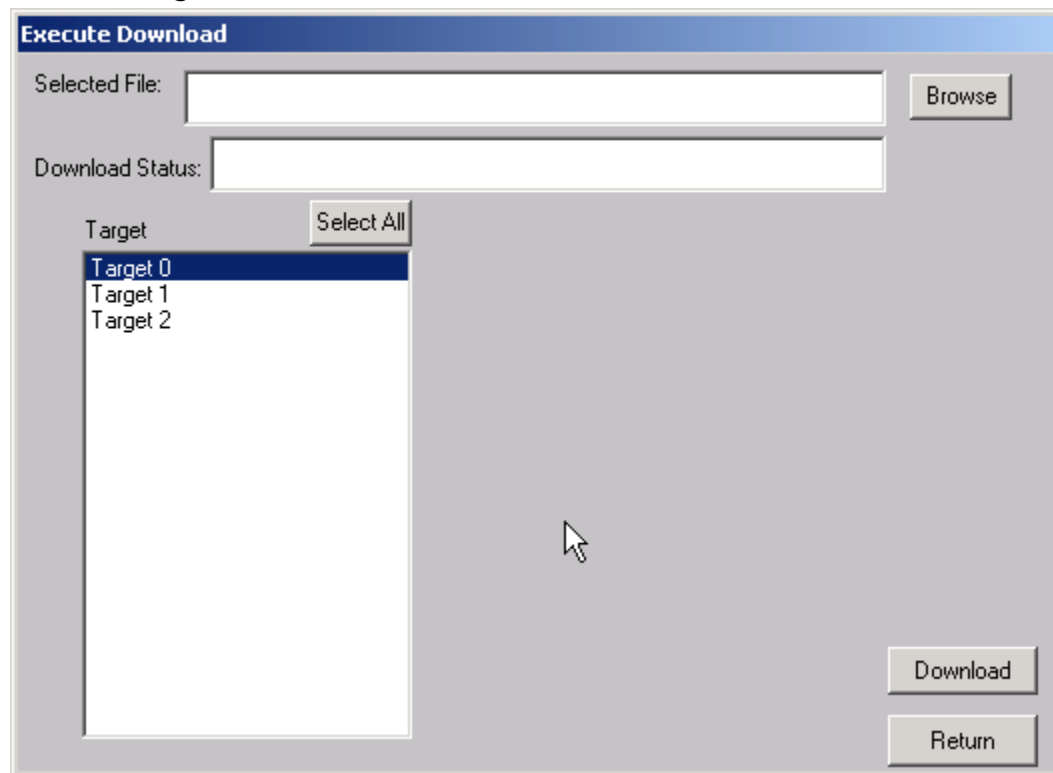 Execute Download
Selected File:
Browse
Download Status:
Target
Select All
Target 0
Target 1
Target 2
Download
Return